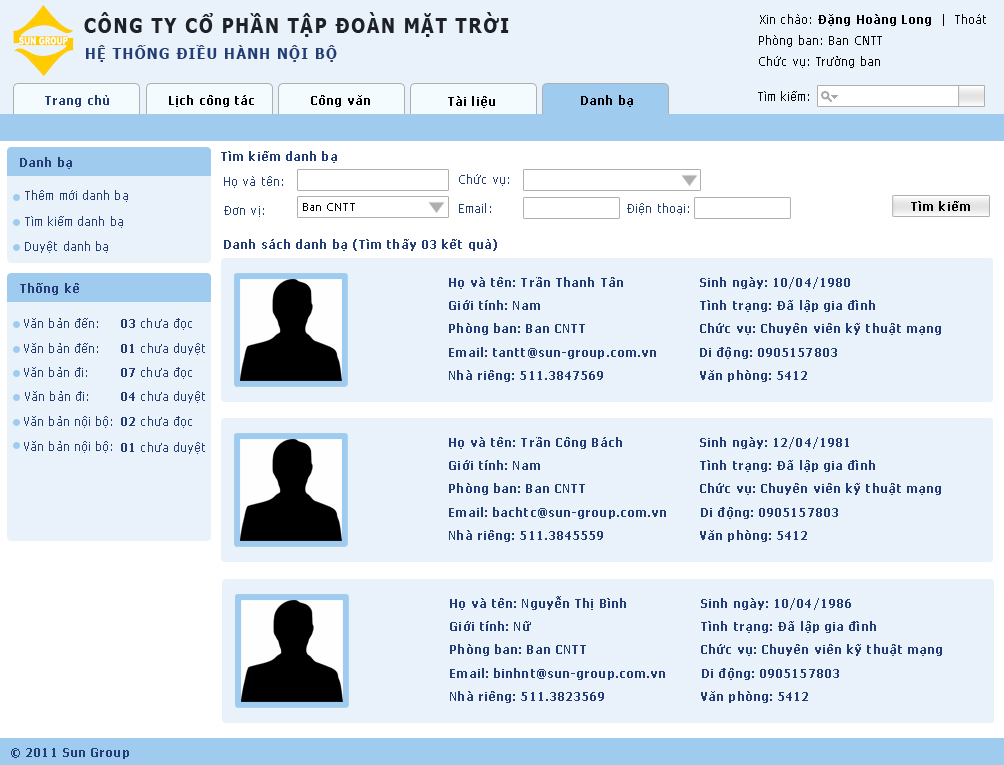 SUN GROUP
CÔNG TY CỔ PHẦN TẬP ĐOÀN MẶT TRỜI
HỆ THỐNG ĐIỀU HÀNH NỘI BỘ
Xin chào: Đặng Hoàng Long | Thoát
Phòng ban: Ban CNTT
Chức vụ: Trưởng ban
Trang chủ
Lịch công tác
Công văn
Tài liệu
Danh bạ
Tìm kiếm:
Danh bạ
Thêm mới danh bạ
Tìm kiếm danh bạ
Duyệt danh bạ
Thống kê
Văn bản đến: 03 chưa đọc
Văn bản đến: 01 chưa duyệt
Văn bản đi: 07 chưa đọc
Văn bản đi: 04 chưa duyệt
Văn bản nội bộ: 02 chưa đọc
Văn bản nội bộ: 01 chưa duyệt
Tìm kiếm danh bạ
Họ và tên: Chức vụ:
Đơn vị: Ban CNTT Email: Điện thoại: Tìm kiếm
Danh sách danh bạ (Tìm thấy 03 kết quả)
Họ và tên: Trần Thanh Tân
Giới tính: Nam
Phòng ban: Ban CNTT
Email: tantt@sun-group.com.vn
Nhà riêng: 511.3847569
Sinh ngày: 10/04/1980
Tình trạng: Đã lập gia đình
Chức vụ: Chuyên viên kỹ thuật mạng
Di động: 0905157803
Văn phòng: 5412
Họ và tên: Trần Công Bách
Giới tính: Nam
Phòng ban: Ban CNTT
Email: bachtc@sun-group.com.vn
Nhà riêng: 511.3845559
Sinh ngày: 12/04/1981
Tình trạng: Đã lập gia đình
Chức vụ: Chuyên viên kỹ thuật mạng
Di động: 0905157803
Văn phòng: 5412
Họ và tên: Nguyễn Thị Bình
Giới tính: Nữ
Phòng ban: Ban CNTT
Email: binhnt@sun-group.com.vn
Nhà riêng: 511.3823569
Sinh ngày: 10/04/1986
Tình trạng: Đã lập gia đình
Chức vụ: Chuyên viên kỹ thuật mạng
Di động: 0905157803
Văn phòng: 5412
© 2011 Sun Group